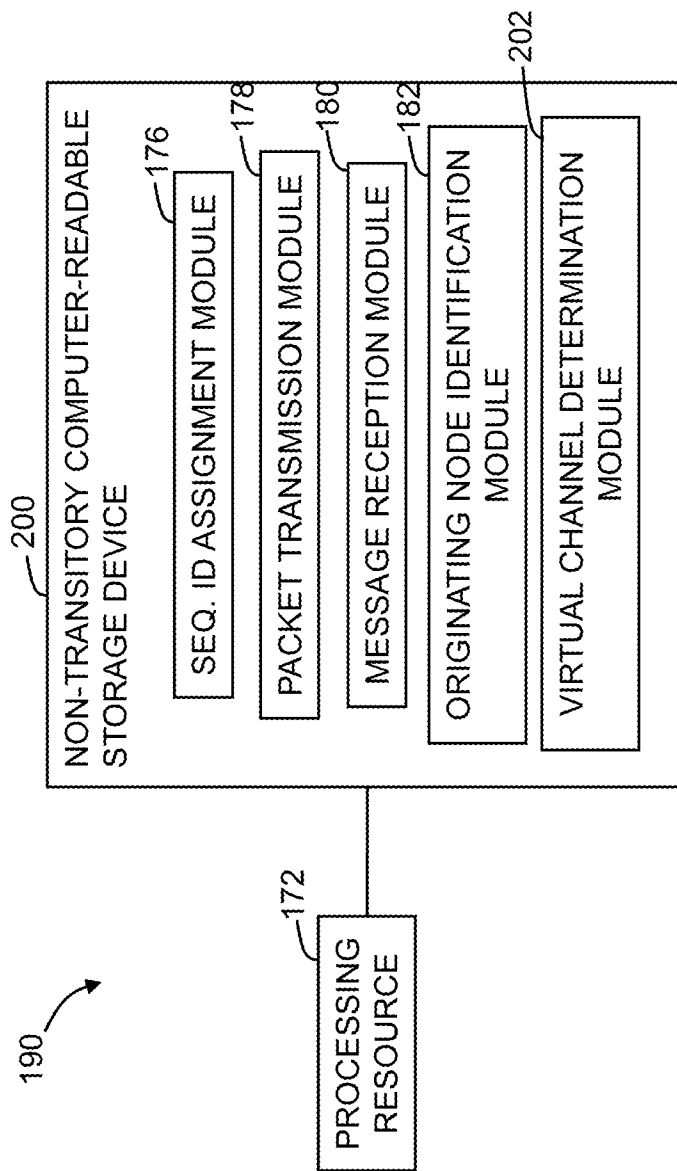 190
172
PROCESSING
RESOURCE
200
NON-TRANSITORY COMPUTER-READABLE
STORAGE DEVICE
176
SEQ. ID ASSIGNMENT MODULE
178
PACKET TRANSMISSION MODULE
180
MESSAGE RECEPTION MODULE
182
ORIGINATING NODE IDENTIFICATION
MODULE
202
VIRTUAL CHANNEL DETERMINATION
MODULE